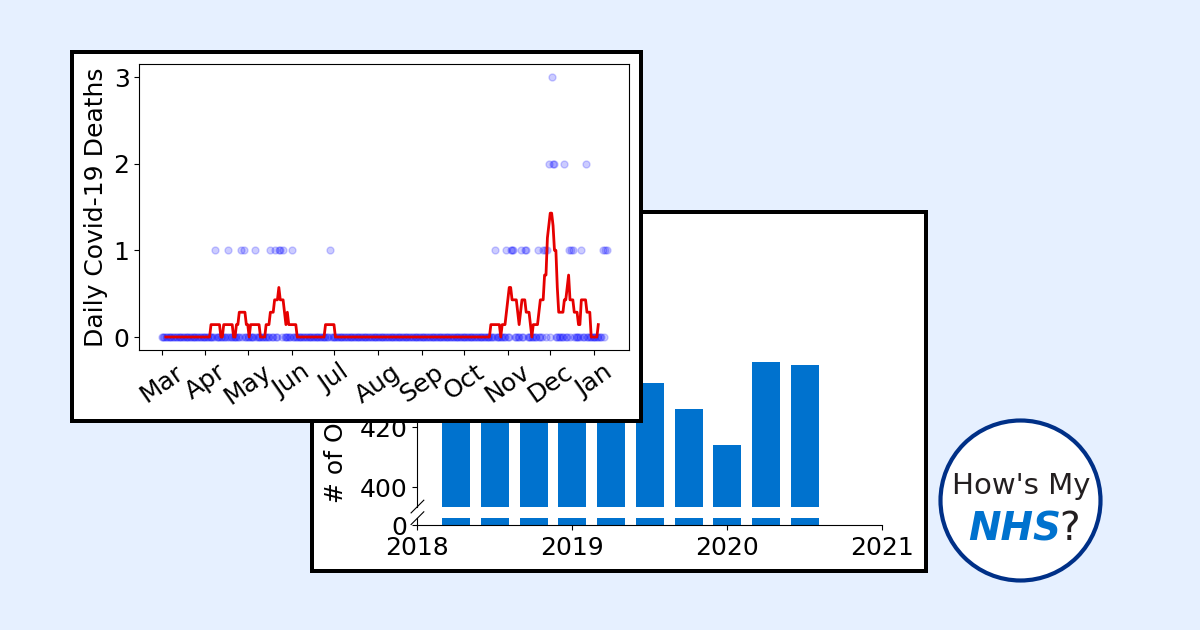 Daily Covid-19 Deaths
3
2
1
0
Mar
Apr
May
Jun
Jul
Aug
Sep
Oct
Nov
Dec
Jan
# of O
420
400
0
2018
2019
2020
2021
How's My
NHS?